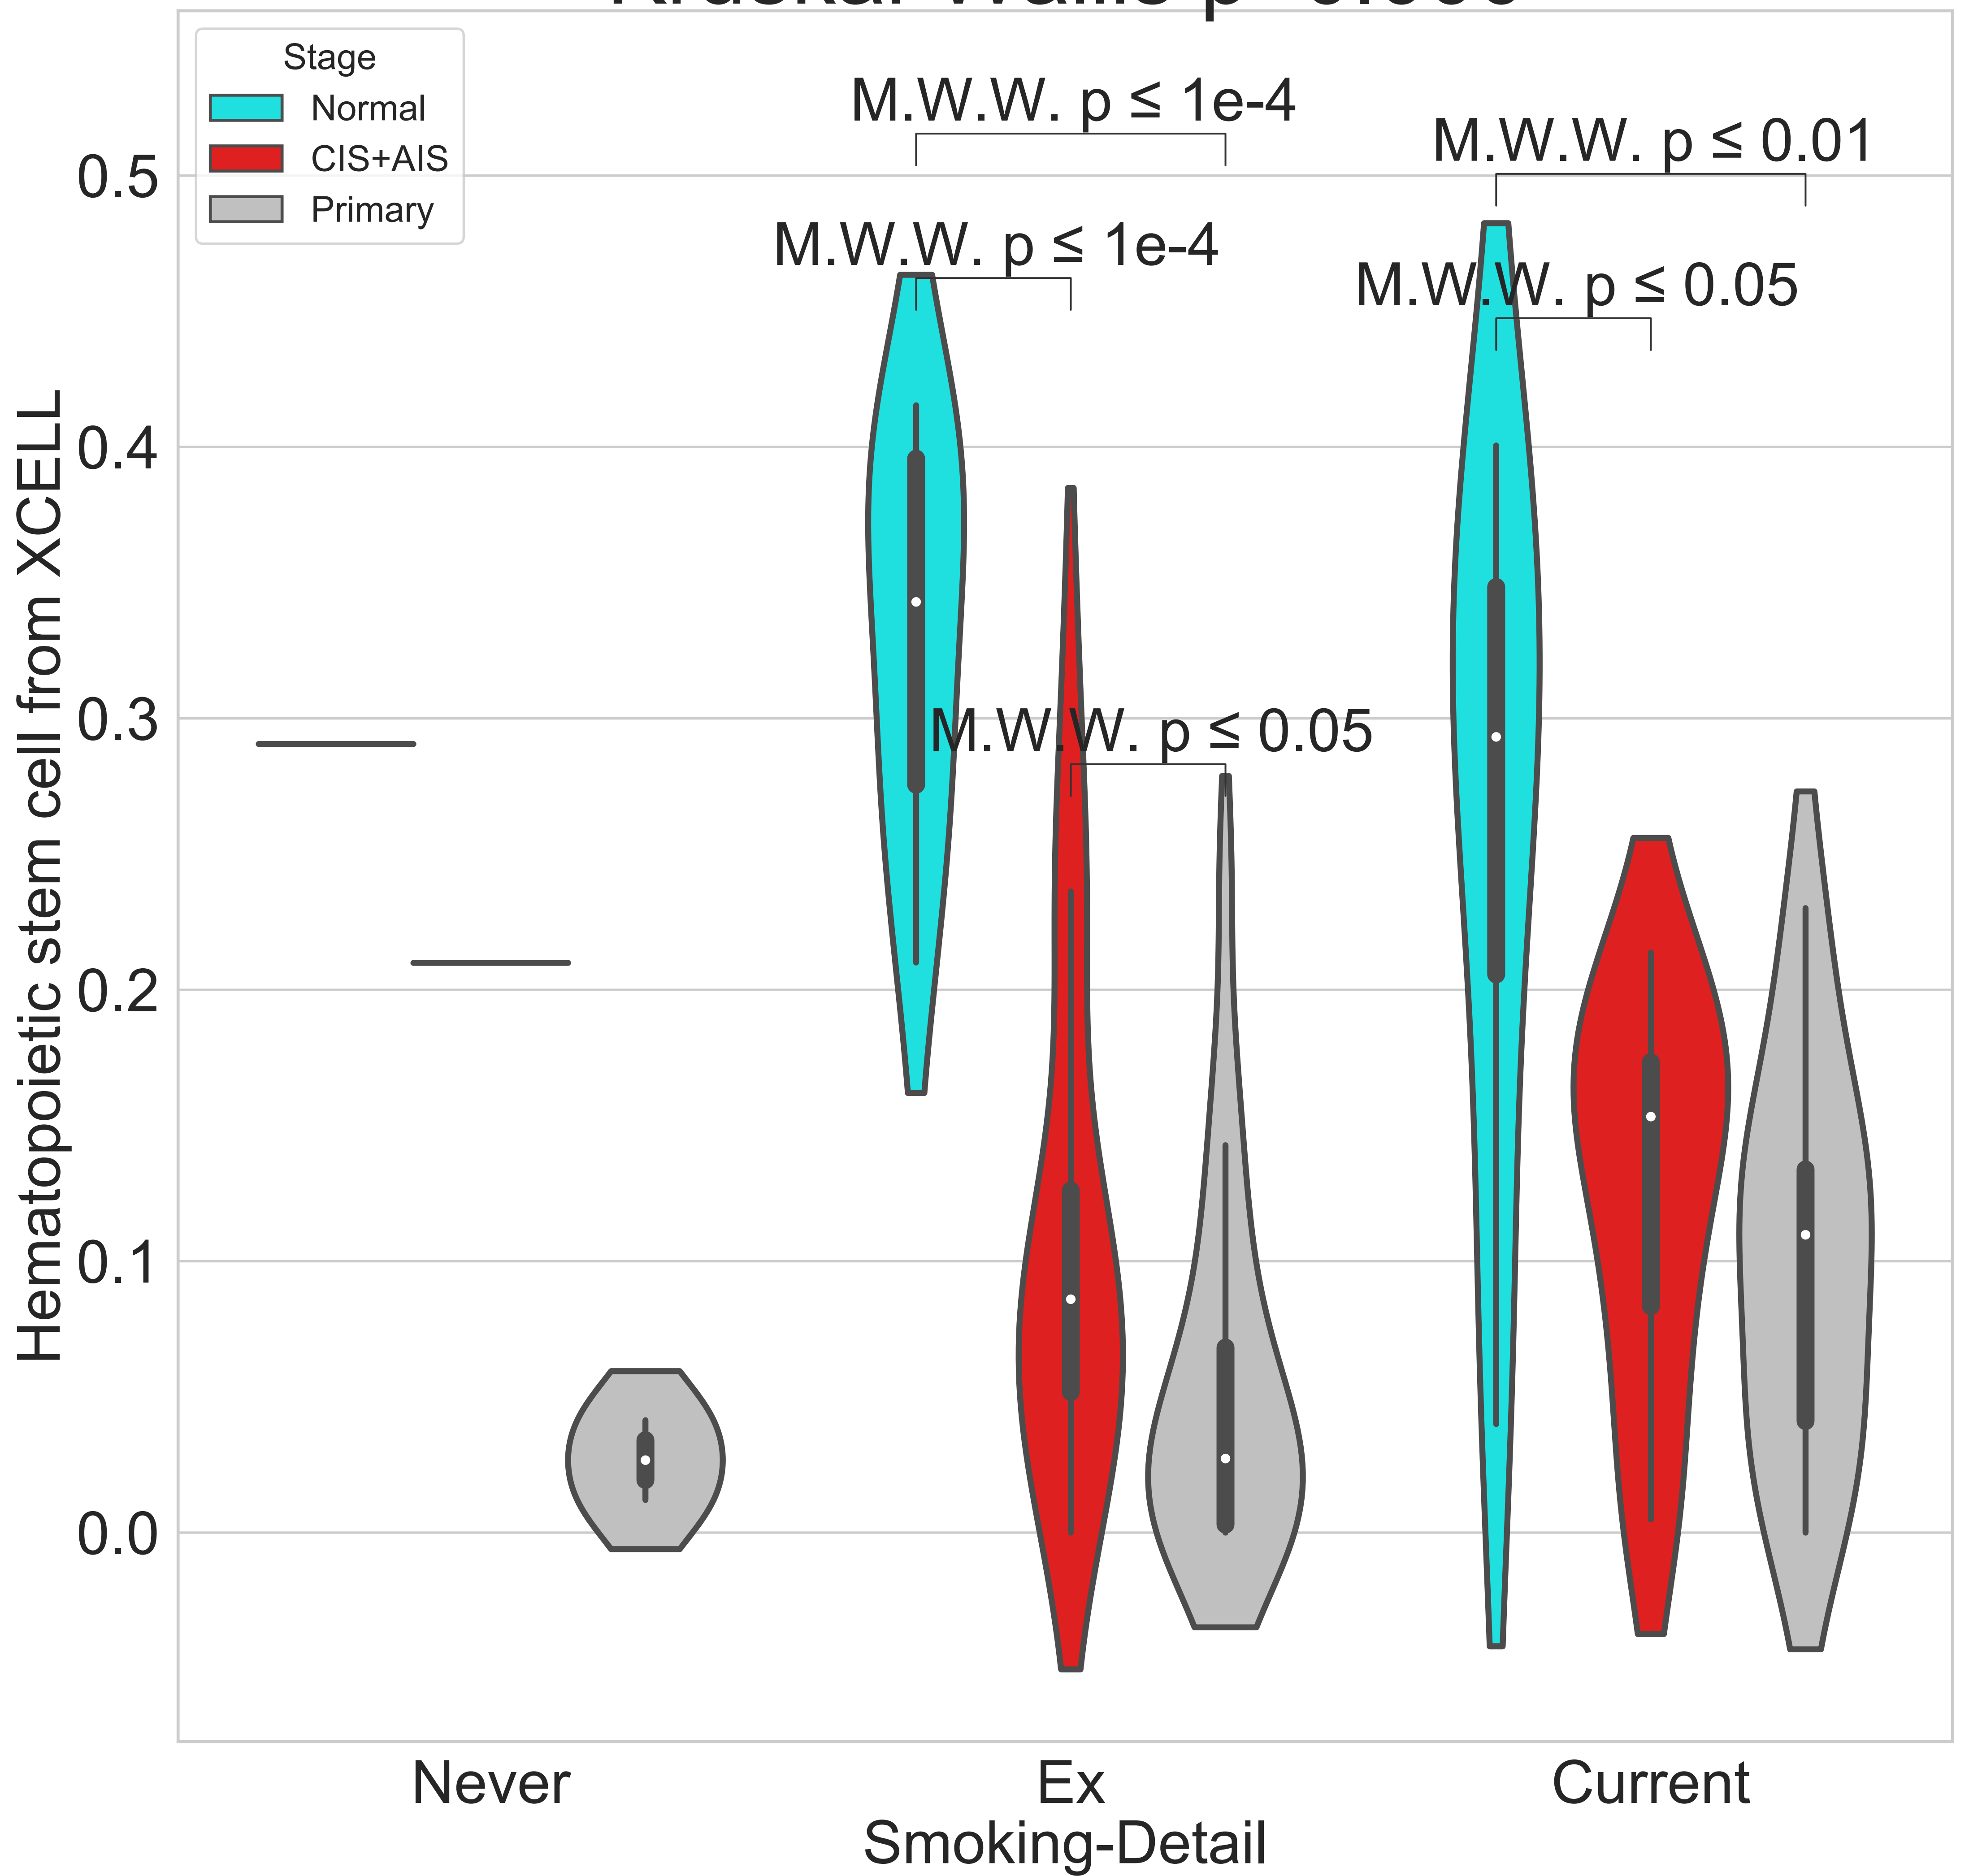 Stage
Normal
CIS+AIS
Primary
M.W.W. p ≤ 1e-4
M.W.W. p ≤ 0.01
M.W.W. p ≤ 1e-4
M.W.W. p ≤ 0.05
M.W.W. p ≤ 0.05
0.5
0.4
0.3
0.2
0.1
0.0
Hematopoietic stem cell from XCELL
Never
Ex
Current
Smoking-Detail